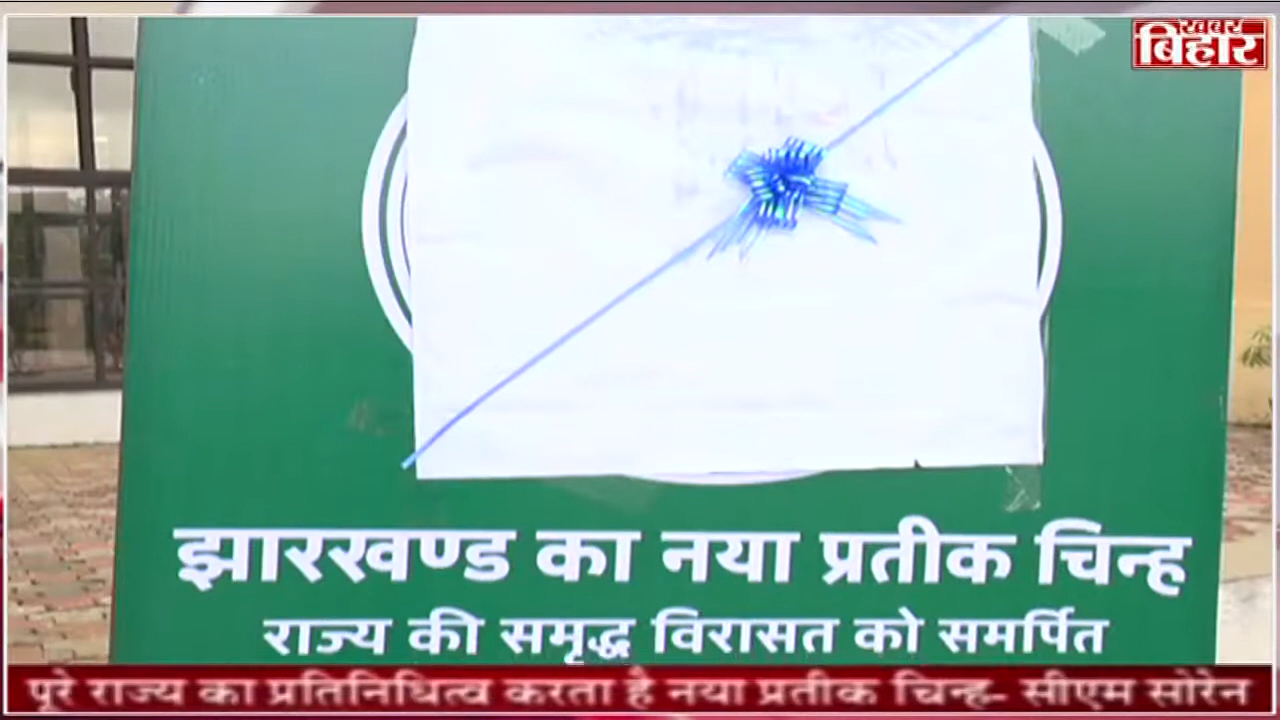 खबर
बिहार
झारखण्ड का नया प्रतीक चिन्ह
राज्य की समृद्ध विरासत को समर्पित
पूरे राज्य का प्रतिनिधित्व करता है नया प्रतीक चिन्ह- सीएम सोरेन